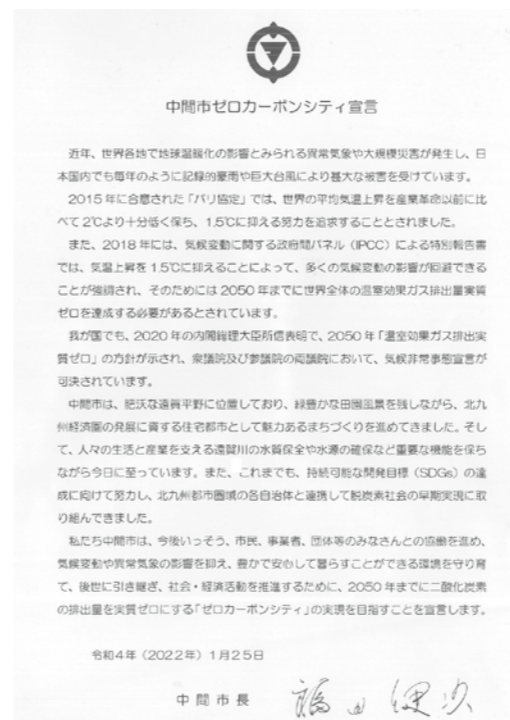 中間市ゼロカーボンシティ宣言
近年、世界各地で地球温暖化の影響とみられる異常気象や大規模災害が発生し、日
本国内でも毎年のように記録的豪雨や巨大台風により甚大な被害を受けています。
2015年に合意された「パリ協定」では、世界の平均気温上昇を産業革命以前に比
べて2℃より十分低く保ち、1.5℃に抑える努力を追求することとされました。
また、2018年には、気候変動に関する政府間パネル（IPCC）による特別報告書
では、気温上昇を1.5℃に抑えることによって、多くの気候変動の影響が回避できる
ことが強調され、そのためには2050年までに世界全体の温室効果ガス排出量実質
ゼロを達成する必要があるとされています。
我が国でも、2020年の内閣総理大臣所信表明で、2050年「温室効果ガス排出実
質ゼロ」の方針が示され、衆議院及び参議院の両議院において、気候非常事態宣言が
可決されています。
中間市は、肥沃な遠賀平野に位置しており、緑豊かな田園風景を残しながら、北九
州経済圏の発展に資する住宅都市として魅力あるまちづくりを進めてきました。そし
て、人々の生活と産業を支える遠賀川の水質保全や水源の確保など重要な機能を保ち
ながら今日に至っています。また、これまでも、持続可能な開発目標（SDGs）の達
成に向けて努力し、北九州都市圏域の各自治体と連携して脱炭素社会の早期実現に取
り組んできました。
私たち中間市は、今後いっそう、市民、事業者、団体等のみなさんとの協働を進め、
気候変動や異常気象の影響を抑え、豊かで安心して暮らすことができる環境を守り育
て、後世に引き継ぎ、社会・経済活動を推進するために、2050年までに二酸化炭素
の排出量を実質ゼロにする「ゼロカーボンシティ」の実現を目指すことを宣言します。
令和4年（2022年）1月25日
中間市長 福田健次